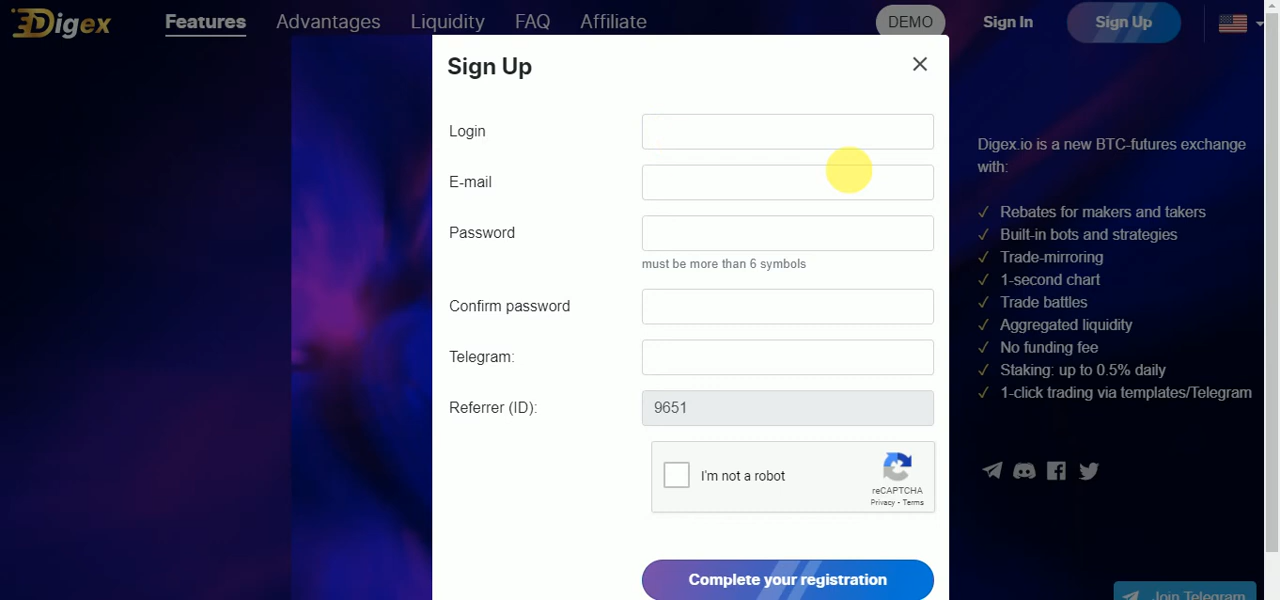 Digex
Features Advantages Liquidity FAQ Affiliate DEMO Sign In Sign Up
Sign Up
Login
E-mail
Password
must be more than 6 symbols
Confirm password
Telegram:
Referrer (ID): 9651
I'm not a robot
reCAPTCHA
Privacy - Terms
Complete your registration
Digex.io is a new BTC-futures exchange
with:
✓ Rebates for makers and takers
✓ Built-in bots and strategies
✓ Trade-mirroring
✓ 1-second chart
✓ Trade battles
✓ Aggregated liquidity
✓ No funding fee
✓ Staking: up to 0.5% daily
✓ 1-click trading via templates/Telegram
Join Telegram